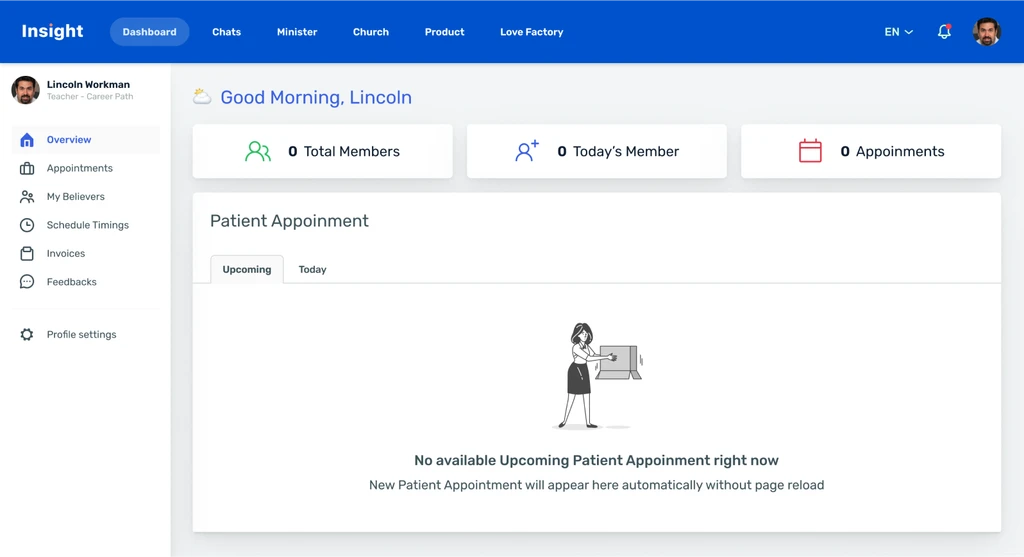 Insight
Dashboard
Chats
Minister
Church
Product
Love Factory
EN
Lincoln Workman
Teacher - Career Path
Overview
Appointments
My Believers
Schedule Timings
Invoices
Feedbacks
Profile settings
Good Morning, Lincoln
0 Total Members
0 Today's Member
0 Appoinments
Patient Appoinment
Upcoming
Today
No available Upcoming Patient Appoinment right now
New Patient Appointment will appear here automatically without page reload